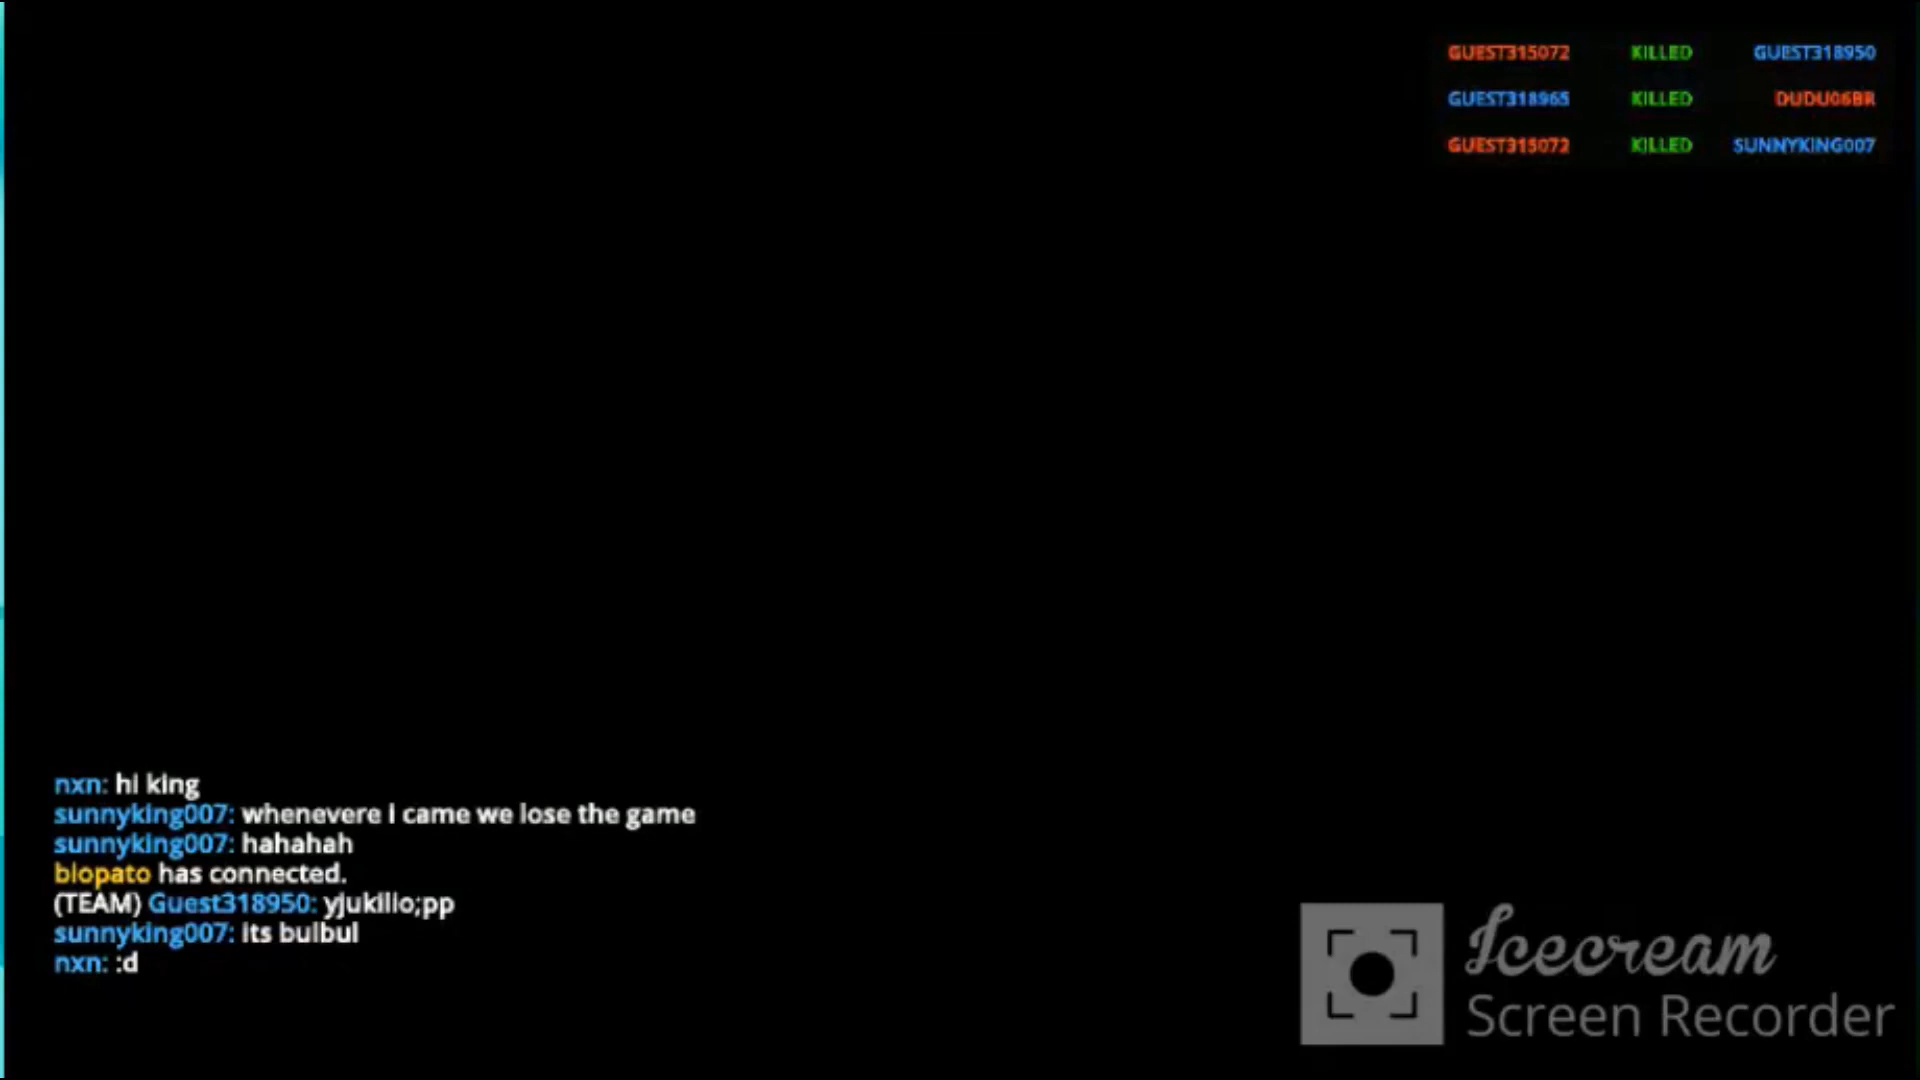 GUEST315072 KILLED GUEST318950
GUEST318965 KILLED DUDU06BR
GUEST315072 KILLED SUNNYKING007
nxn: hi king
sunnyking007: whenevere i came we lose the game
sunnyking007: hahahah
biopato has connected.
(TEAM) Guest318950: yjukilio;pp
sunnyking007: its bulbul
nxn: :d
Icecream
Screen Recorder